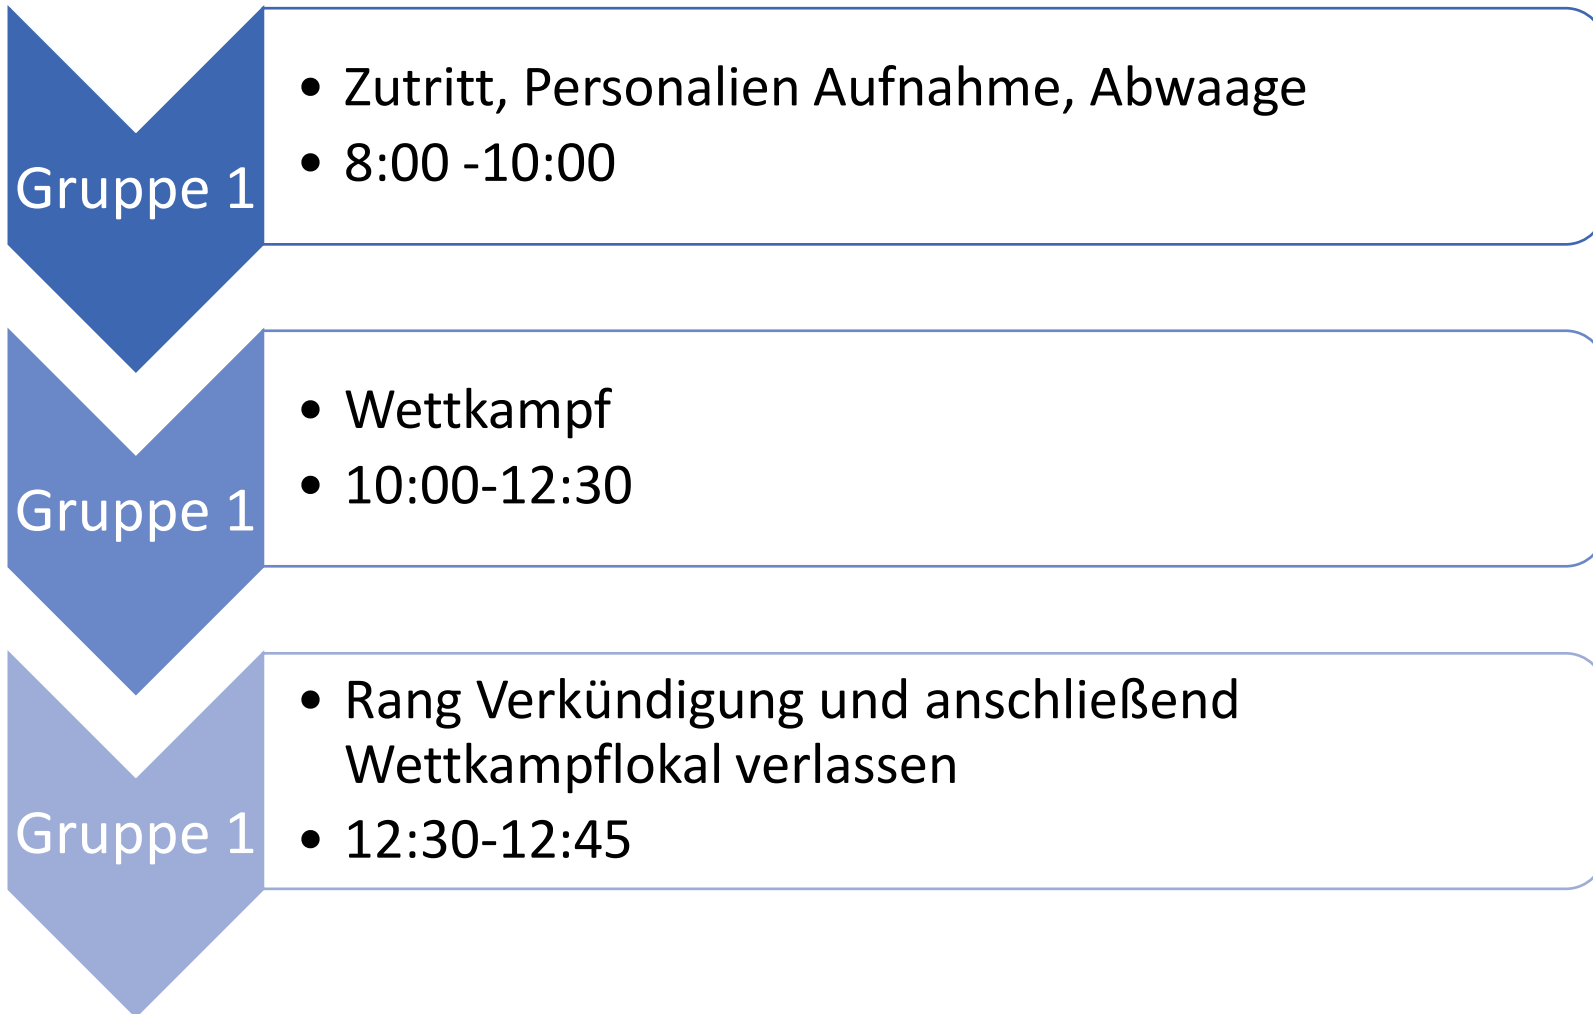 Gruppe 1
• Zutritt, Personalien Aufnahme, Abwaage
• 8:00 -10:00
Gruppe 1
• Wettkampf
• 10:00-12:30
Gruppe 1
• Rang Verkündigung und anschließend
Wettkampflokal verlassen
• 12:30-12:45